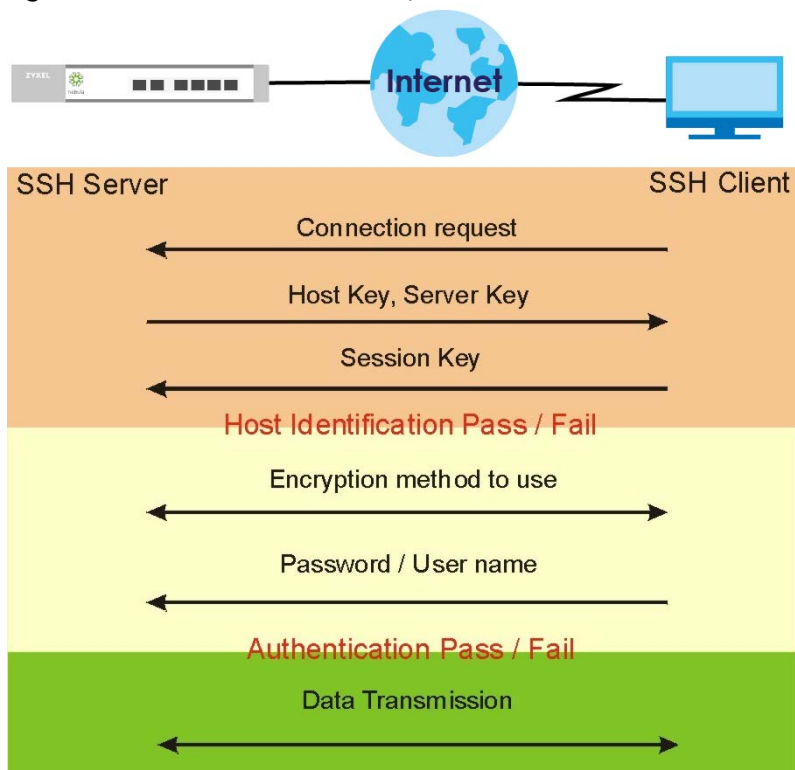 ZYXEL
nebula
Internet
SSH Server
SSH Client
Connection request
Host Key, Server Key
Session Key
Host Identification Pass / Fail
Encryption method to use
Password / User name
Authentication Pass / Fail
Data Transmission